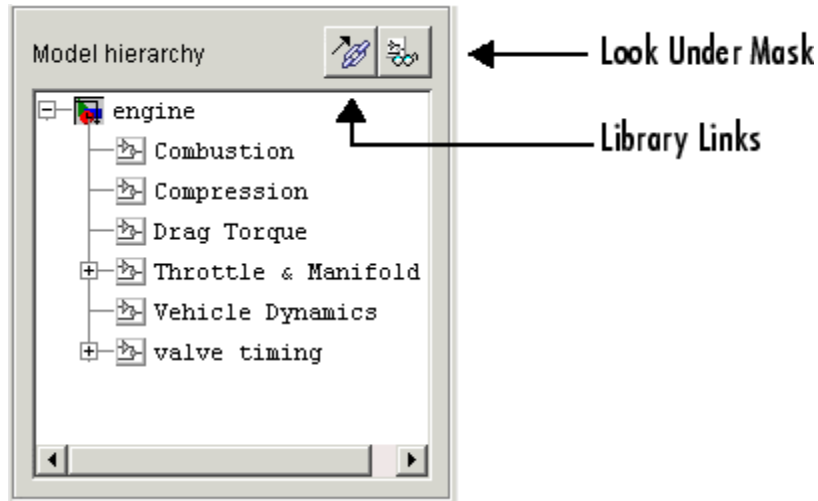 Model hierarchy
Look Under Mask
Library Links
engine
Combustion
Compression
Drag Torque
Throttle & Manifold
Vehicle Dynamics
valve timing